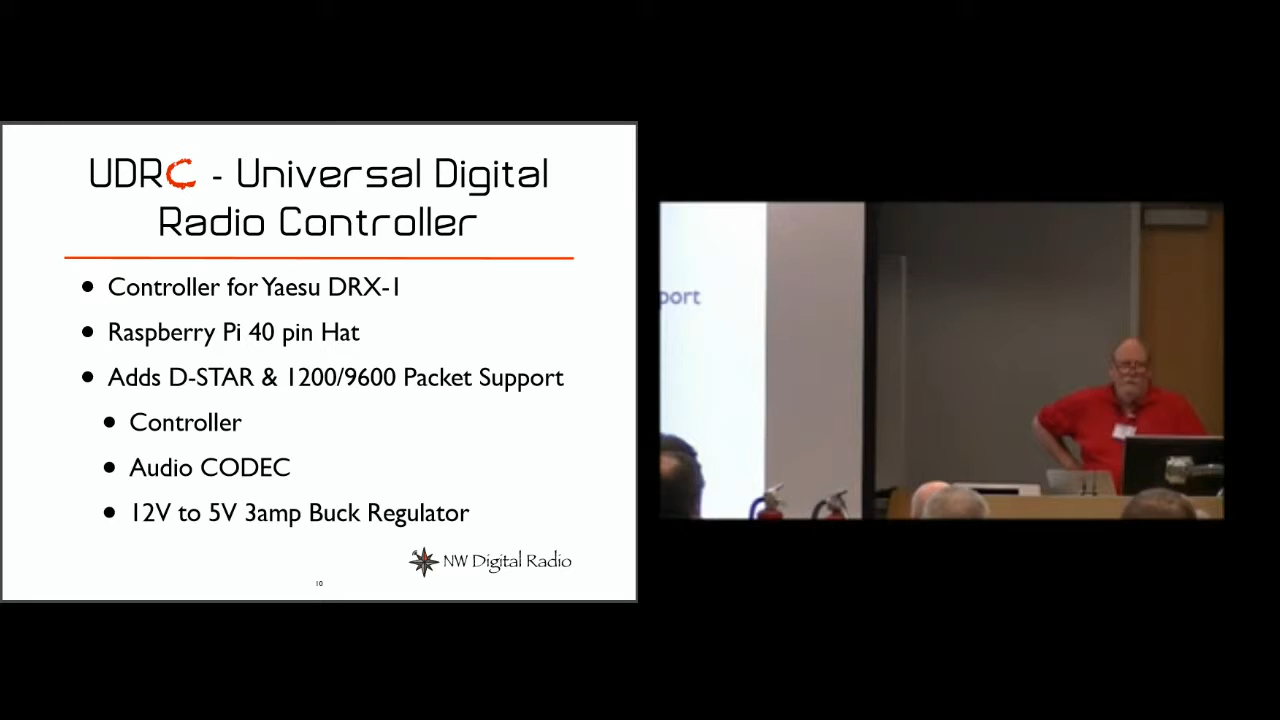 UDRC - Universal Digital
Radio Controller
• Controller for Yaesu DRX-1
• Raspberry Pi 40 pin Hat
• Adds D-STAR & 1200/9600 Packet Support
• Controller
• Audio CODEC
• 12V to 5V 3amp Buck Regulator
NW Digital Radio
10
port